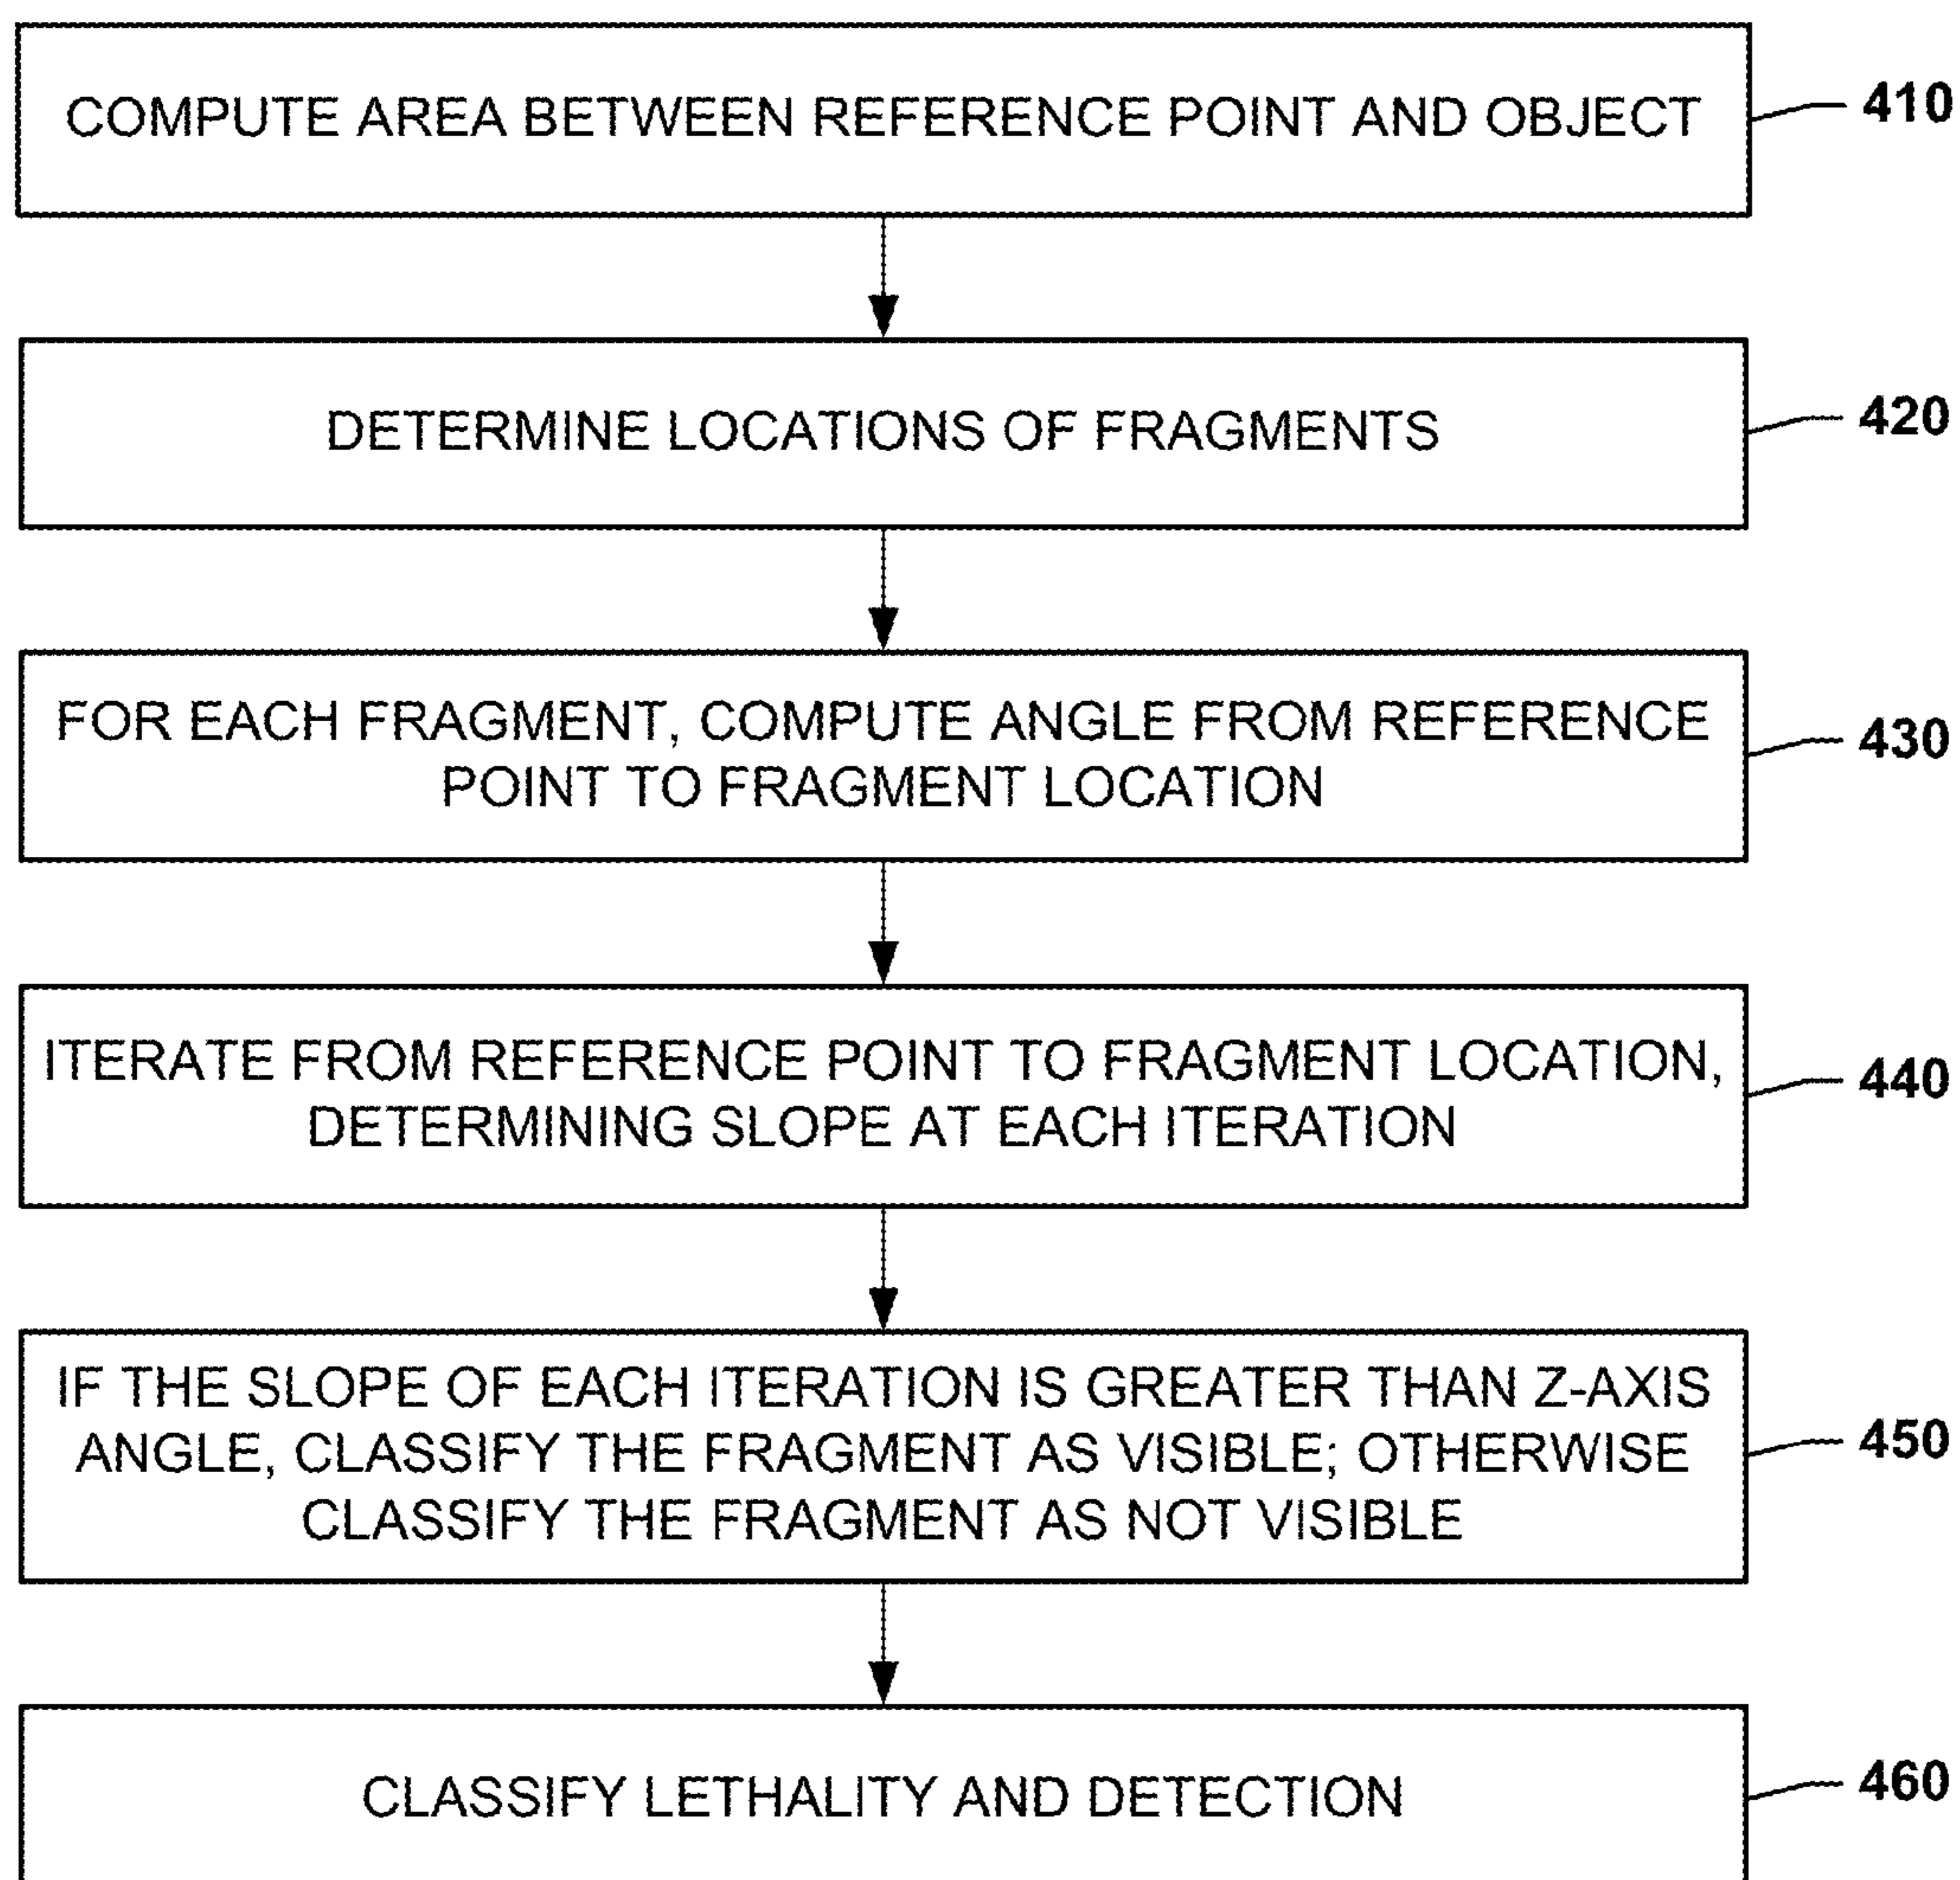 COMPUTE AREA BETWEEN REFERENCE POINT AND OBJECT
410
DETERMINE LOCATIONS OF FRAGMENTS
420
FOR EACH FRAGMENT, COMPUTE ANGLE FROM REFERENCE
POINT TO FRAGMENT LOCATION
430
ITERATE FROM REFERENCE POINT TO FRAGMENT LOCATION,
DETERMINING SLOPE AT EACH ITERATION
440
IF THE SLOPE OF EACH ITERATION IS GREATER THAN Z-AXIS
ANGLE, CLASSIFY THE FRAGMENT AS VISIBLE; OTHERWISE
CLASSIFY THE FRAGMENT AS NOT VISIBLE
450
CLASSIFY LETHALITY AND DETECTION
460